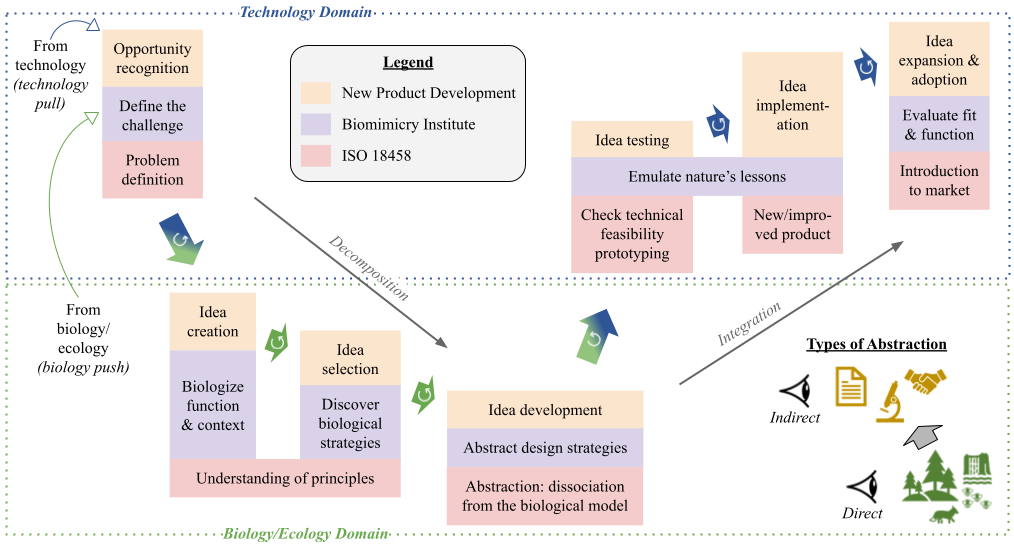 Technology Domain
From
technology
(technology
pull)
Opportunity
recognition
Define the
challenge
Problem
definition
Legend
New Product Development
Biomimicry Institute
ISO 18458
Idea testing
Idea
implement-
ation
Idea
expansion &
adoption
Emulate nature's lessons
Evaluate fit
& function
Check technical
feasibility
prototyping
New/impro-
ved product
Introduction
to market
Decomposition
Integration
From
biology/
ecology
(biology push)
Idea
creation
Idea
selection
Biologize
function
& context
Discover
biological
strategies
Understanding of principles
Idea development
Abstract design strategies
Abstraction: dissociation
from the biological model
Types of Abstraction
Indirect
Direct
Biology/Ecology Domain